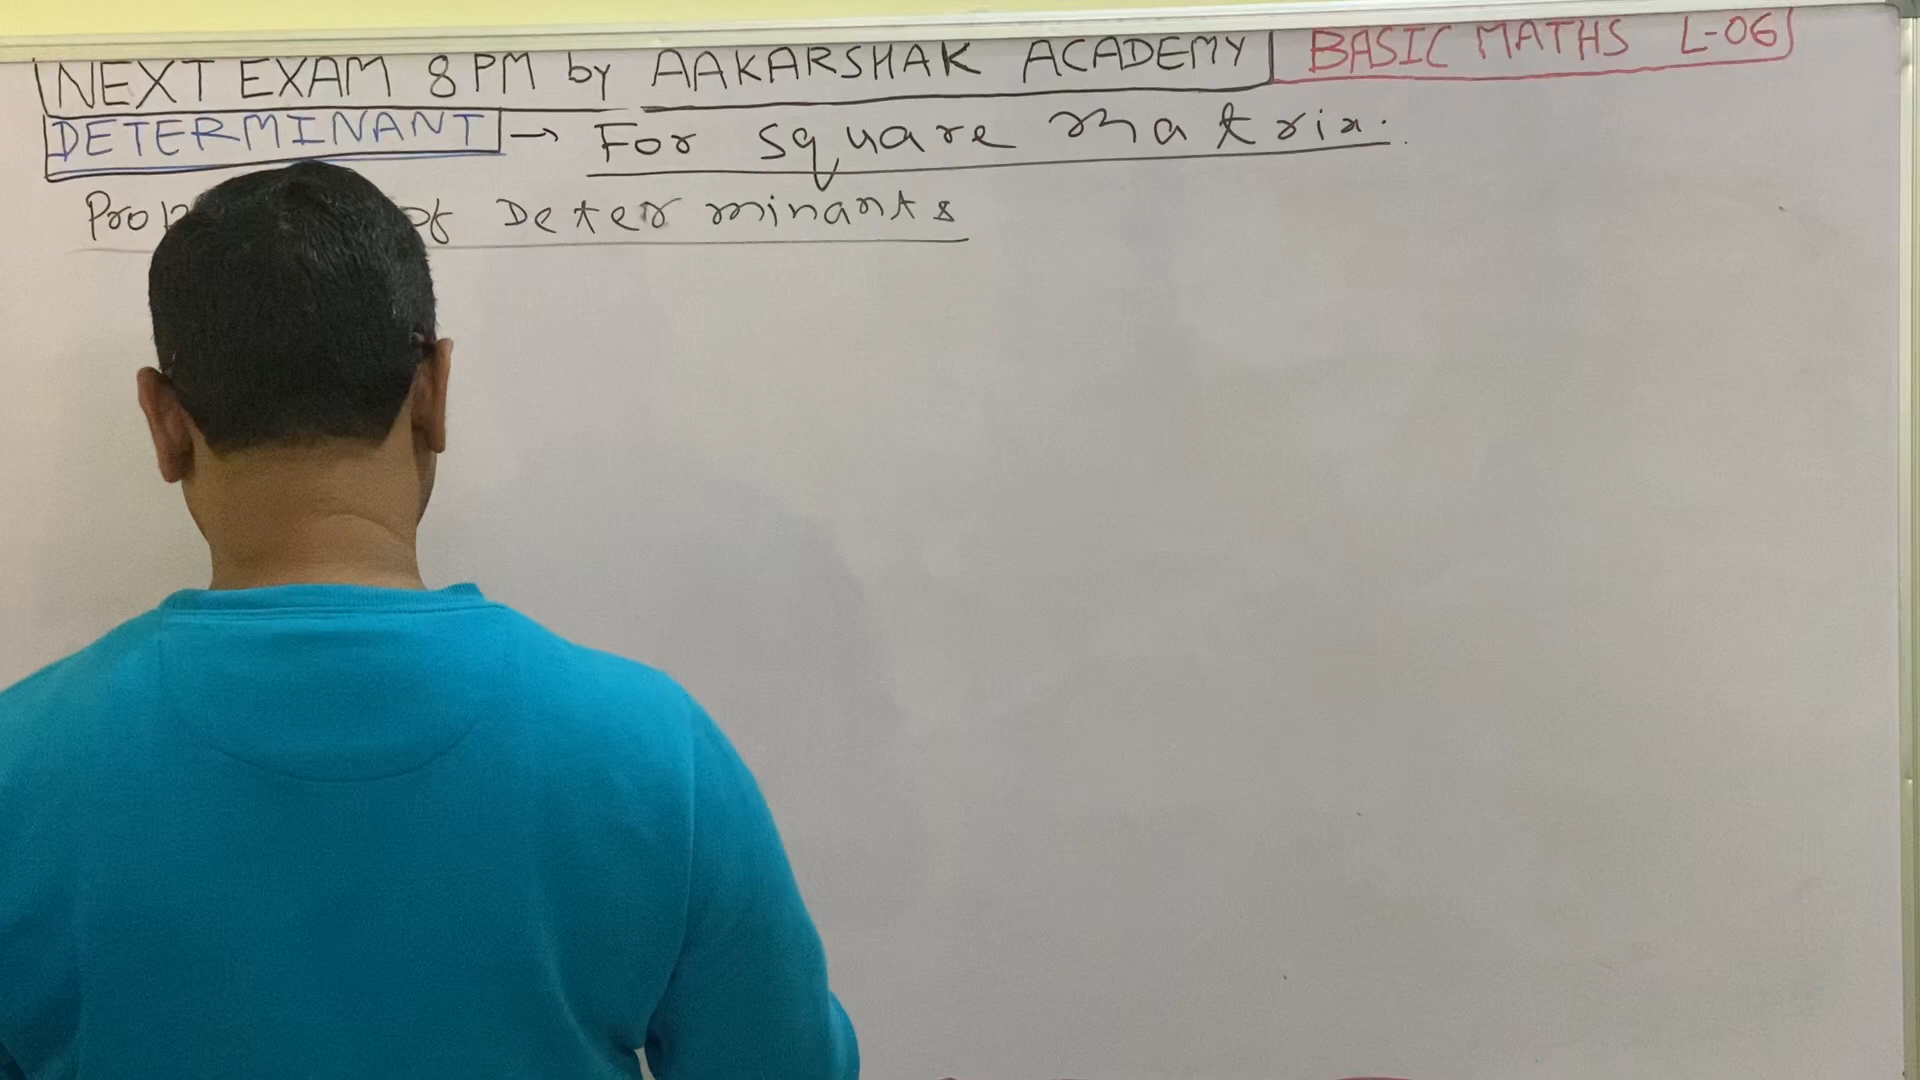 NEXT EXAM 8 PM by AAKARSHAK ACADEMY BASIC MATHS L-06
DETERMINANT → For square matrix.
of Determinants